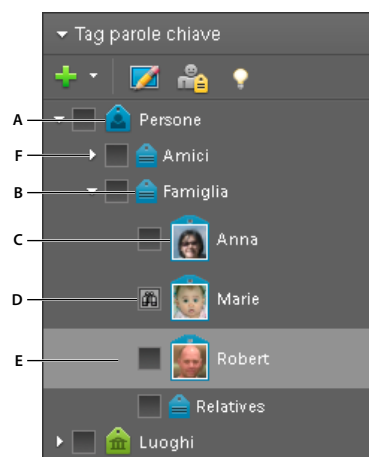 Tag parole chiave
A Persone
F Amici
B Famiglia
C Anna
D Marie
E Robert
Relatives
Luoghi